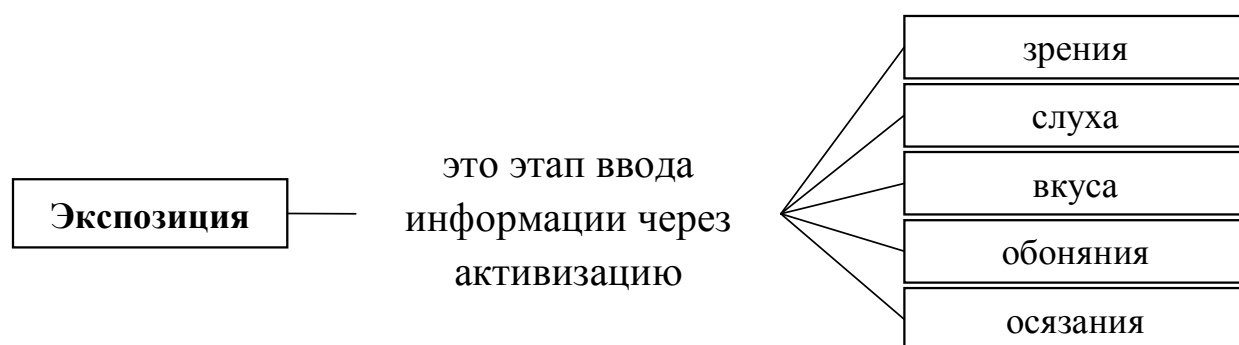 Экспозиция
это этап ввода
информации через
активизацию
зрения
слуха
вкуса
обоняния
осязания